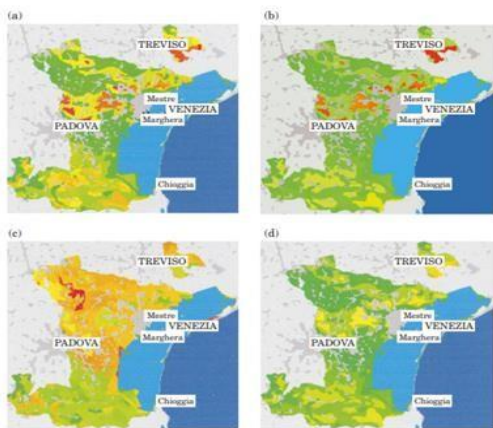 (a)
TREVISO
Mestre
VENEZIA
PADOVA
Marghera
Chioggia
(b)
TREVISO
Mestre
VENEZIA
PADOVA
Marghera
Chioggia
(c)
TREVISO
Mestre
VENEZIA
PADOVA
Marghera
Chioggia
(d)
TREVISO
Mestre
VENEZIA
PADOVA
Marghera
Chioggia